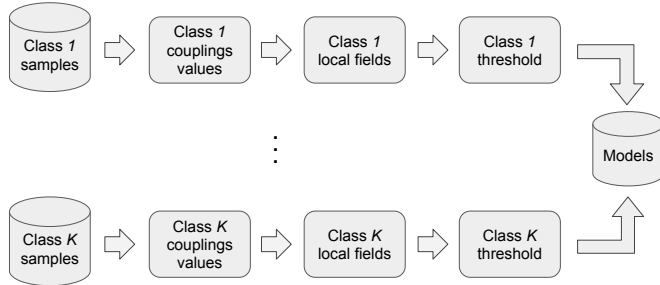 Class 1
samples
Class 1
couplings
values
Class 1
local fields
Class 1
threshold
Models
Class K
samples
Class K
couplings
values
Class K
local fields
Class K
threshold